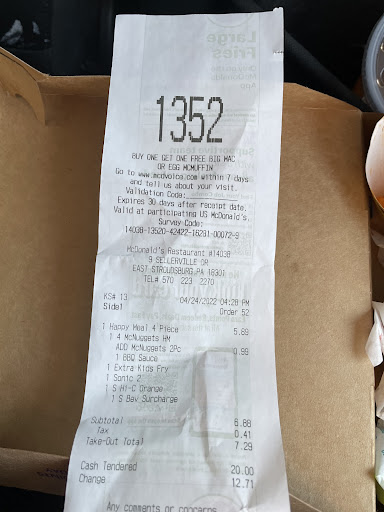 Large
Fries
1352
BUY ONE GET ONE FREE BIG MAC
OR EGG MCMUFFIN
Go to www.mcdvoice.com within 7 days
and tell us about your visit.
Validation Code:
Expires 30 days after receipt date.
Valid at participating US McDonald's.
Survey Code:
14038-13520-42422-16281-00072-9
McDonald's Restaurant #14038
9 SELLERVILLE DR
EAST STROUDSBURG,PA 18301
TEL# 570 223 2270
KS# 13 04/24/2022 04:28 PM
Side1 Order 52
1 Happy Meal 4 Piece 5.89
1 4 McNuggets HM
ADD McNuggets 2Pc 0.99
1 BBQ Sauce
1 Extra Kids Fry
1 Sonic 2
1 S Hi-C Orange
1 S Bev Surcharge
Subtotal 6.88
Tax 0.41
Take-Out Total 7.29
Cash Tendered 20.00
Change 12.71
Any comments or concerns